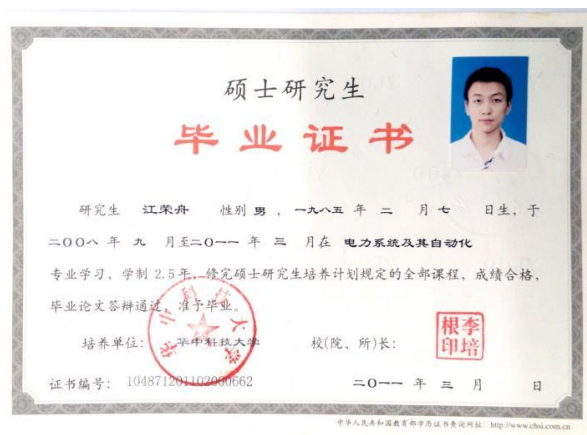 硕士研究生
毕业证书
研究生 江荣舟 性别 男 ，一九八五 年 二 月 七 日生，于
二〇〇八 年 九 月至二〇一一 年 三 月在 电力系统及其自动化
专业学习，学制 2.5 年，修完硕士研究生培养计划规定的全部课程，成绩合格，
毕业论文答辩通过，准予毕业。
华中科技大学
培养单位： 华中科技大学 校(院、所)长： 李培根印
证书编号： 104871201102000662 二〇一一 年 三 月 日
中华人民共和国教育部学历证书查询网址：http://www.chsi.com.cn